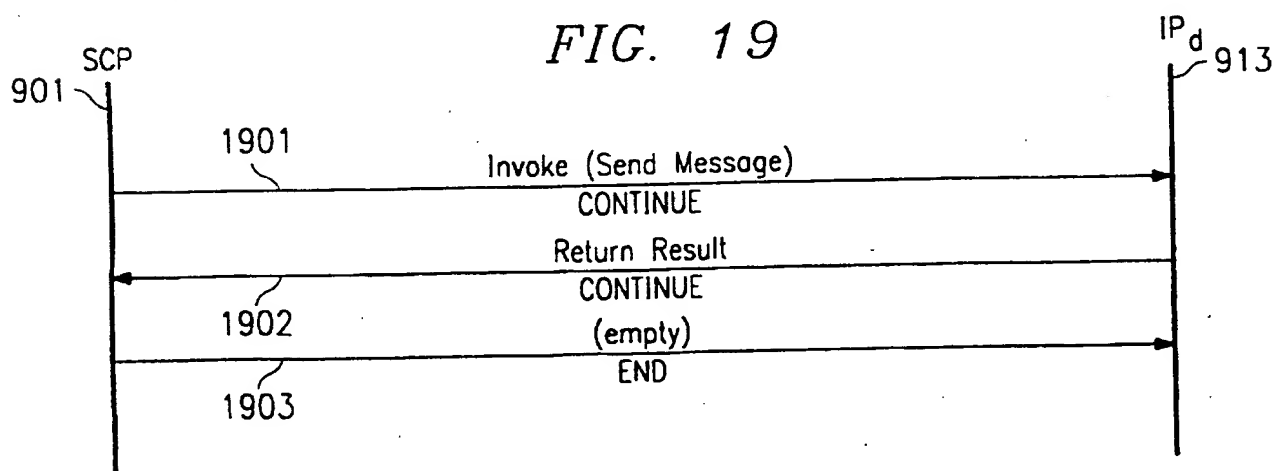 FIG. 19
SCP
901
IPd
913
1901
Invoke (Send Message)
CONTINUE
Return Result
CONTINUE
1902
(empty)
END
1903